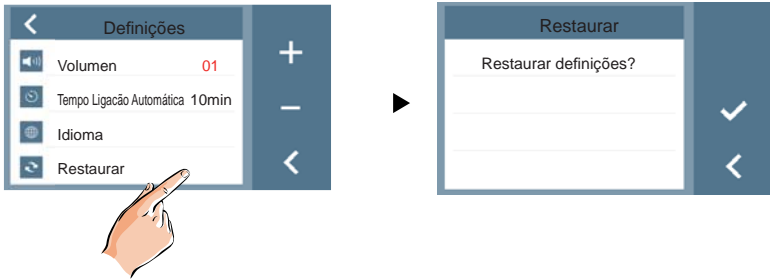 Definições
Volumen 01
Tempo Ligacão Automática 10min
Idioma
Restaurar
Restaurar
Restaurar definições?